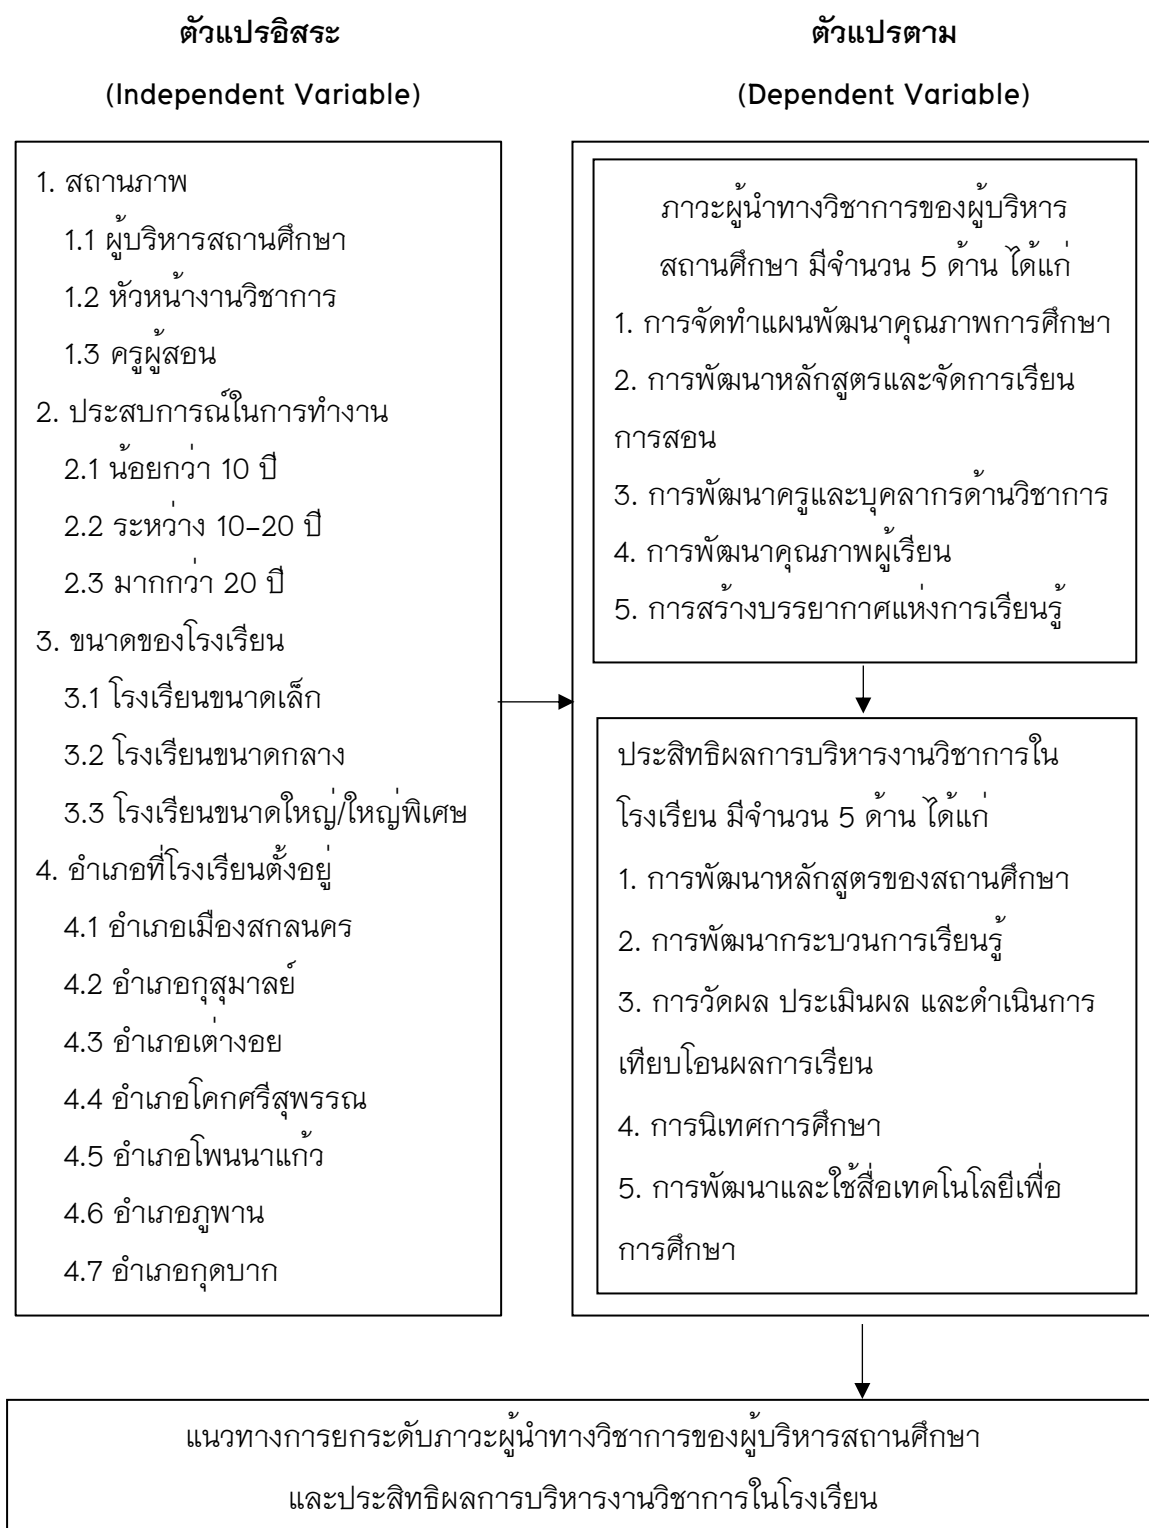 ตัวแปรอิสระ
(Independent Variable)
1. สถานภาพ
1.1 ผู้บริหารสถานศึกษา
1.2 หัวหน้างานวิชาการ
1.3 ครูผู้สอน
2. ประสบการณ์ในการทำงาน
2.1 น้อยกว่า 10 ปี
2.2 ระหว่าง 10–20 ปี
2.3 มากกว่า 20 ปี
3. ขนาดของโรงเรียน
3.1 โรงเรียนขนาดเล็ก
3.2 โรงเรียนขนาดกลาง
3.3 โรงเรียนขนาดใหญ่/ใหญ่พิเศษ
4. อำเภอที่โรงเรียนตั้งอยู่
4.1 อำเภอเมืองสกลนคร
4.2 อำเภอกุสุมาลย์
4.3 อำเภอเต่างอย
4.4 อำเภอโคกศรีสุพรรณ
4.5 อำเภอโพนนาแก้ว
4.6 อำเภอภูพาน
4.7 อำเภอกุดบาก
ตัวแปรตาม
(Dependent Variable)
ภาวะผู้นำทางวิชาการของผู้บริหาร
สถานศึกษา มีจำนวน 5 ด้าน ได้แก่
1. การจัดทำแผนพัฒนาคุณภาพการศึกษา
2. การพัฒนาหลักสูตรและจัดการเรียน
การสอน
3. การพัฒนาครูและบุคลากรด้านวิชาการ
4. การพัฒนาคุณภาพผู้เรียน
5. การสร้างบรรยากาศแห่งการเรียนรู้
ประสิทธิผลการบริหารงานวิชาการใน
โรงเรียน มีจำนวน 5 ด้าน ได้แก่
1. การพัฒนาหลักสูตรของสถานศึกษา
2. การพัฒนากระบวนการเรียนรู้
3. การวัดผล ประเมินผล และดำเนินการ
เทียบโอนผลการเรียน
4. การนิเทศการศึกษา
5. การพัฒนาและใช้สื่อเทคโนโลยีเพื่อ
การศึกษา
แนวทางการยกระดับภาวะผู้นำทางวิชาการของผู้บริหารสถานศึกษา
และประสิทธิผลการบริหารงานวิชาการในโรงเรียน